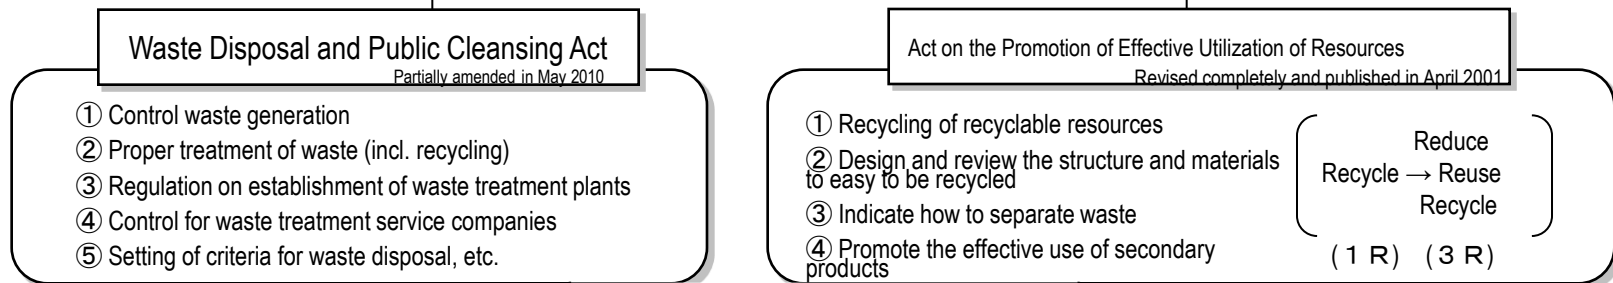 Waste Disposal and Public Cleansing Act
Partially amended in May 2010
① Control waste generation
② Proper treatment of waste (incl. recycling)
③ Regulation on establishment of waste treatment plants
④ Control for waste treatment service companies
⑤ Setting of criteria for waste disposal, etc.
Act on the Promotion of Effective Utilization of Resources
Revised completely and published in April 2001
① Recycling of recyclable resources
② Design and review the structure and materials
to easy to be recycled
③ Indicate how to separate waste
④ Promote the effective use of secondary
products
Reduce
Recycle → Reuse
Recycle
(1 R) (3 R)